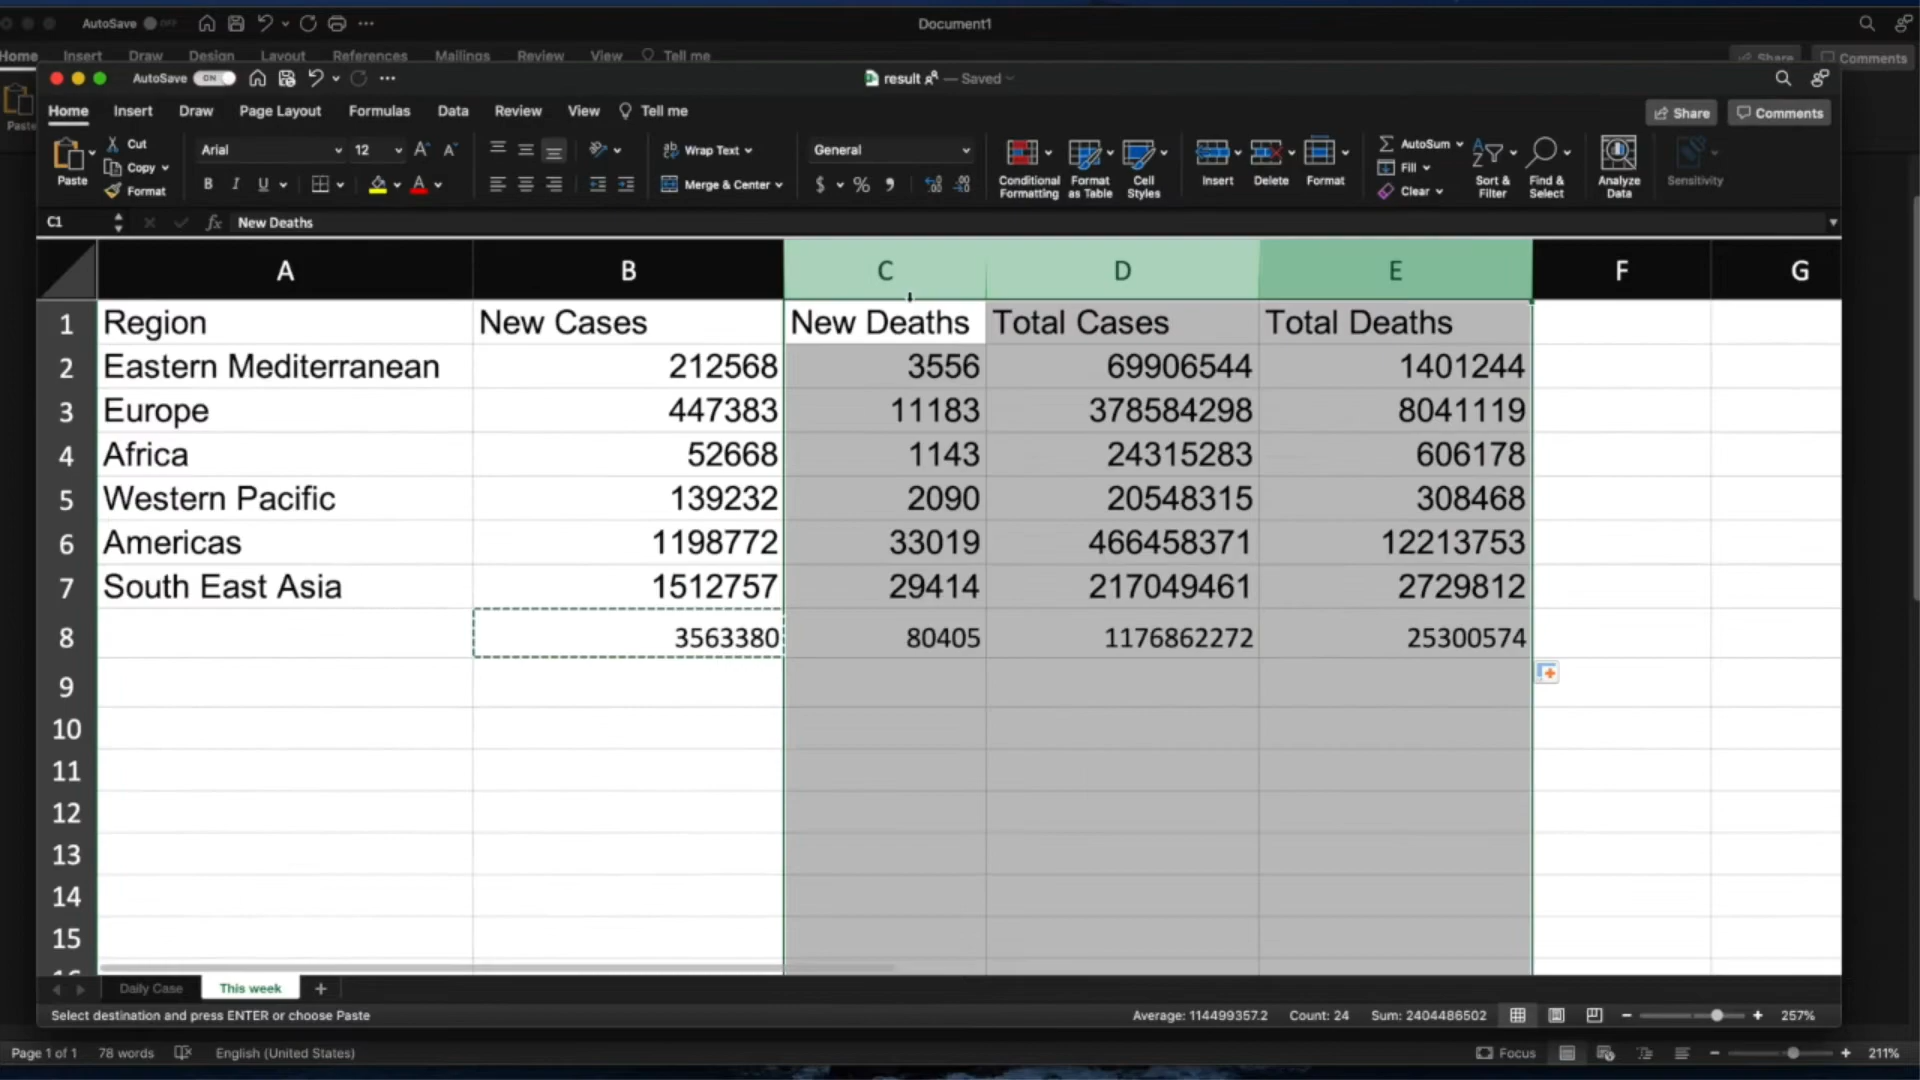 AutoSave OFF
Document1
Home Insert Draw Design Layout References Mailings Review View Tell me
Share Comments
Paste
AutoSave ON
result — Saved
Home Insert Draw Page Layout Formulas Data Review View Tell me
Share Comments
Paste
Cut
Copy
Format
Arial 12
B I U
Wrap Text
Merge & Center
General
$ % ,
Conditional Formatting
Format as Table
Cell Styles
Insert
Delete
Format
AutoSum
Fill
Clear
Sort & Filter
Find & Select
Analyze Data
Sensitivity
C1 fx New Deaths
A B C D E F G
1 Region New Cases New Deaths Total Cases Total Deaths
2 Eastern Mediterranean 212568 3556 69906544 1401244
3 Europe 447383 11183 378584298 8041119
4 Africa 52668 1143 24315283 606178
5 Western Pacific 139232 2090 20548315 308468
6 Americas 1198772 33019 466458371 12213753
7 South East Asia 1512757 29414 217049461 2729812
8 3563380 80405 1176862272 25300574
9
10
11
12
13
14
15
16
Daily Case This week +
Select destination and press ENTER or choose Paste
Average: 114499357.2 Count: 24 Sum: 2404486502 257%
Page 1 of 1 78 words English (United States) Focus 211%